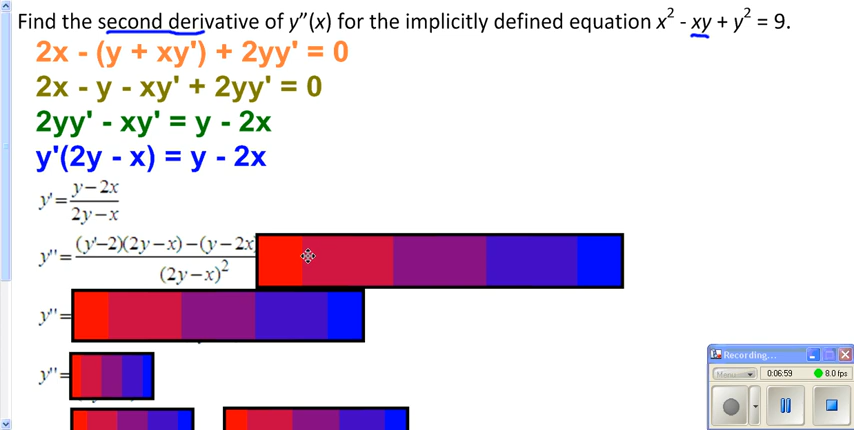 Find the second derivative of y″(x) for the implicitly defined equation x² - xy + y² = 9.
2x - (y + xy') + 2yy' = 0
2x - y - xy' + 2yy' = 0
2yy' - xy' = y - 2x
y'(2y - x) = y - 2x
y' = (y−2x)/(2y−x)
y'' = (y'−2)(2y−x)−(y−2x
(2y−x)²
y''=
y''=
Recording...
Menu
0:06:59
8.0 fps